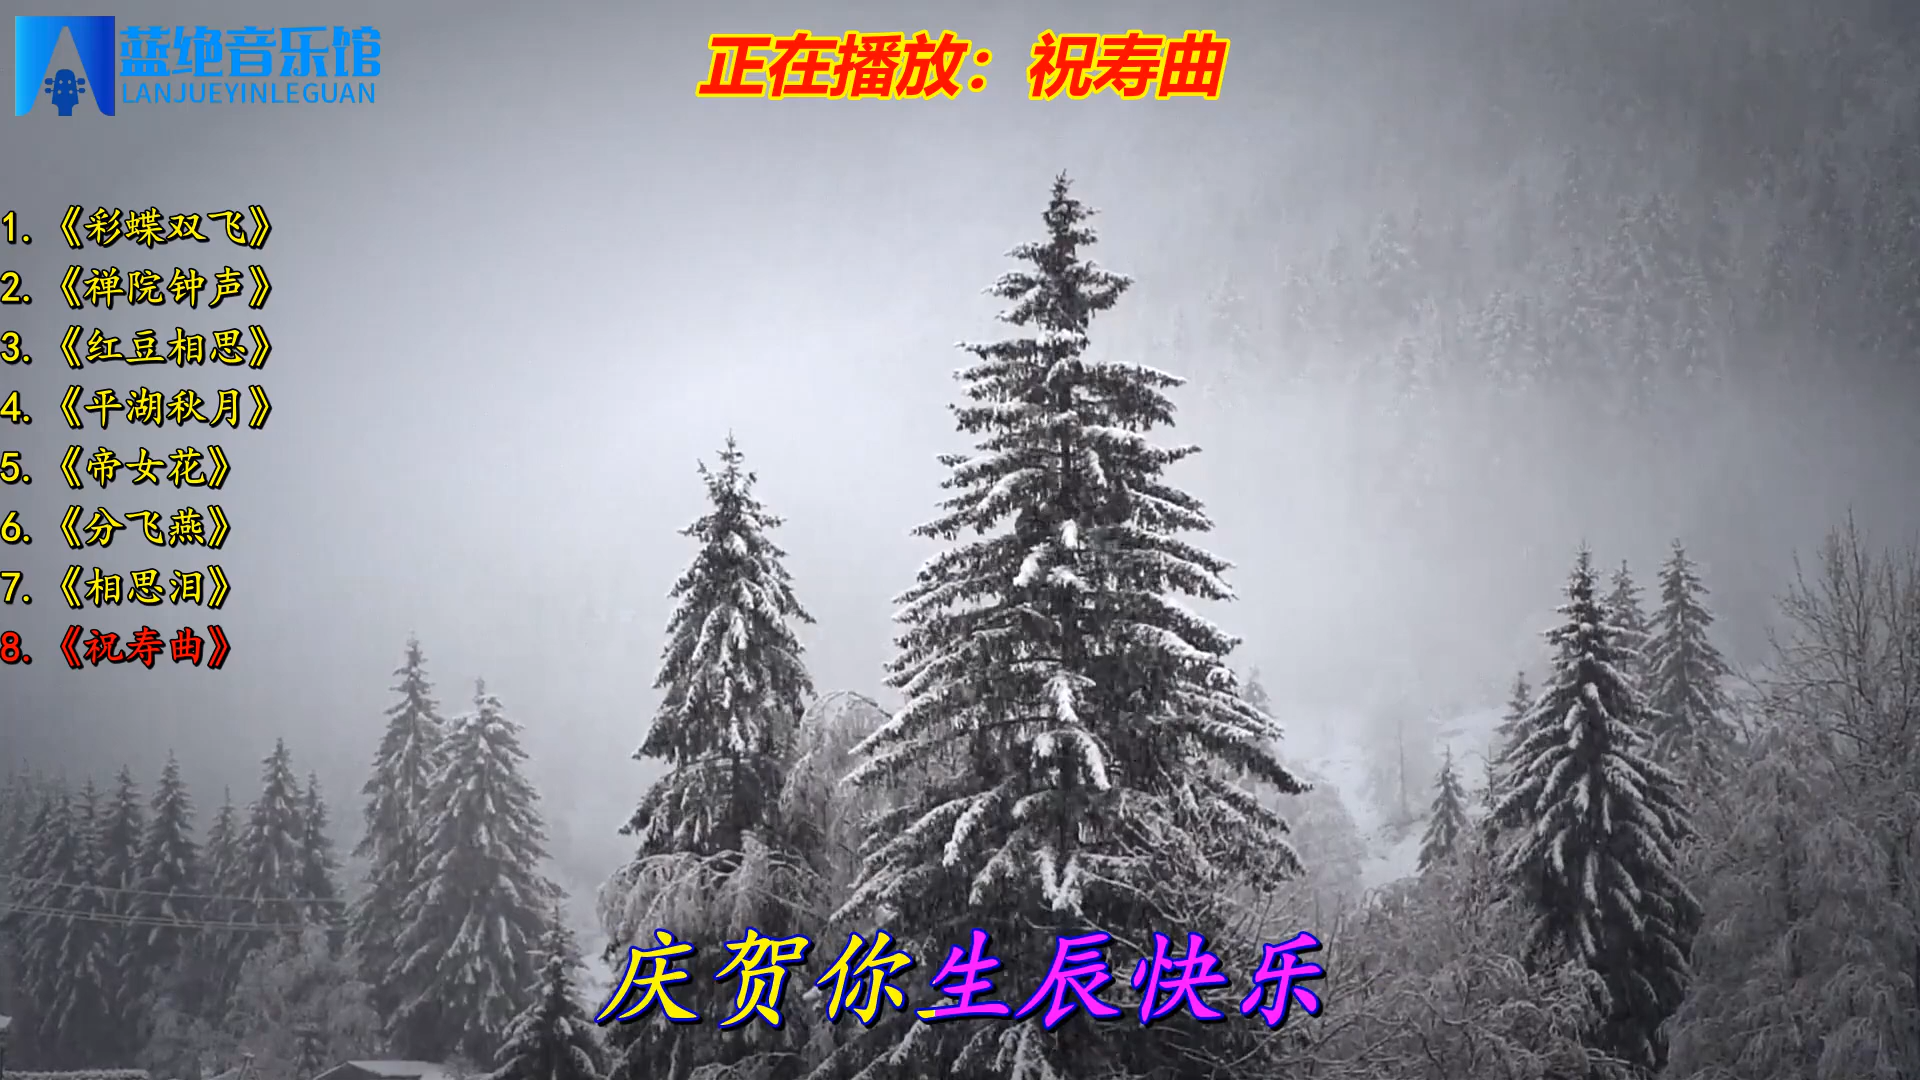 蓝绝音乐馆
LANJUEYINLEGUAN
正在播放：祝寿曲
1.《彩蝶双飞》
2.《禅院钟声》
3.《红豆相思》
4.《平湖秋月》
5.《帝女花》
6.《分飞燕》
7.《相思泪》
8.《祝寿曲》
庆贺你生辰快乐